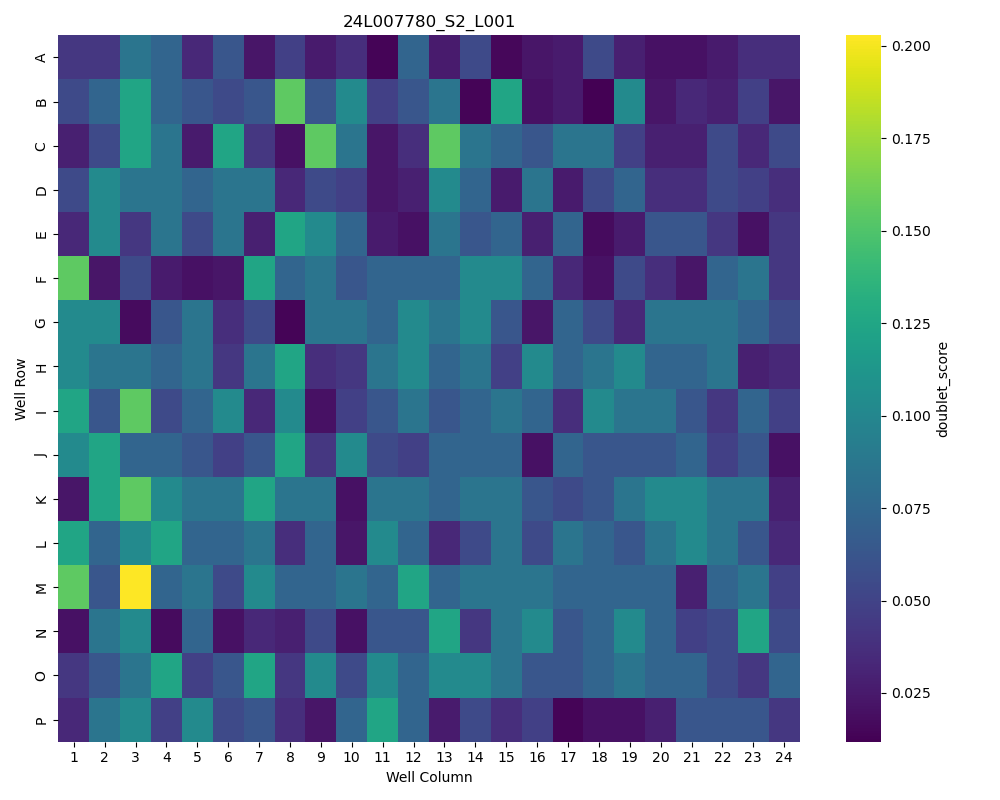 24L007780_S2_L001
Well Row
A
B
C
D
E
F
G
H
I
J
K
L
M
N
O
P
1 2 3 4 5 6 7 8 9 10 11 12 13 14 15 16 17 18 19 20 21 22 23 24
Well Column
0.200
0.175
0.150
0.125
0.100
0.075
0.050
0.025
doublet_score